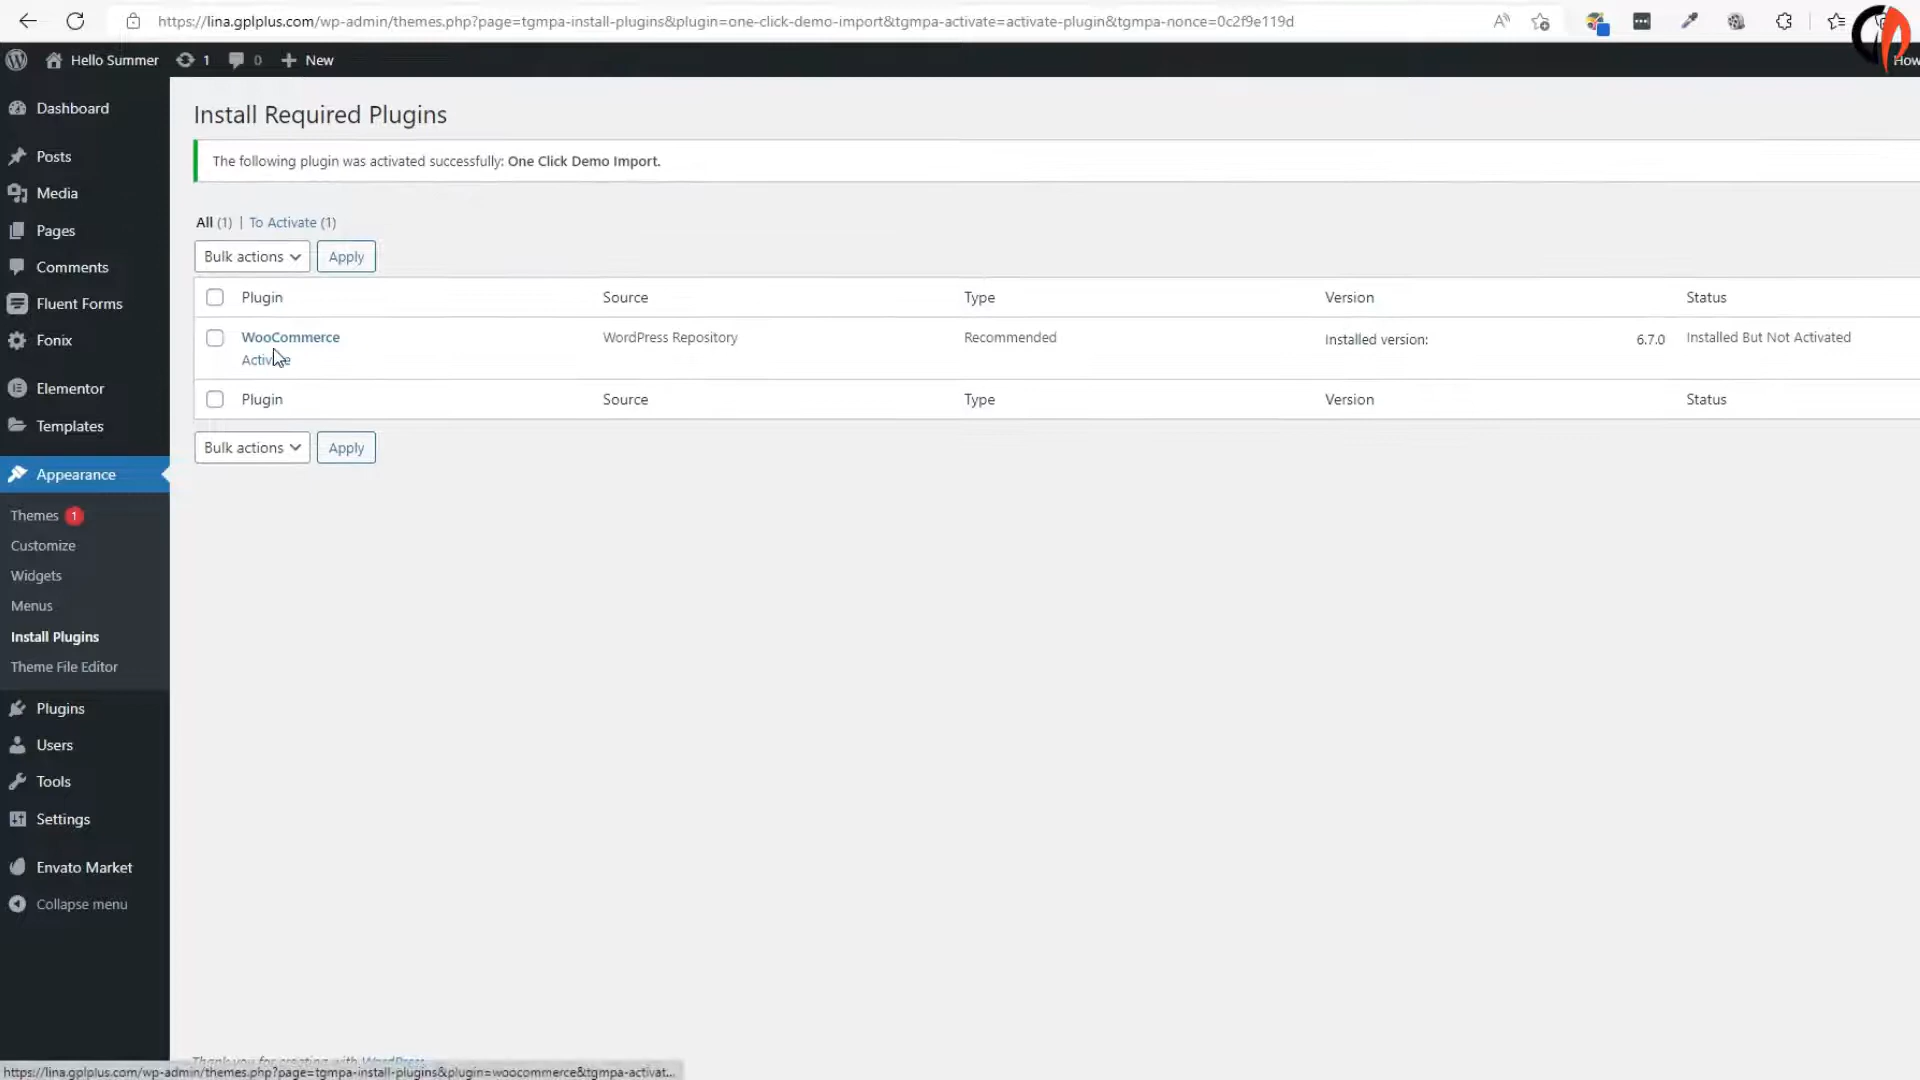 https://lina.gplplus.com/wp-admin/themes.php?page=tgmpa-install-plugins&plugin=one-click-demo-import&tgmpa-activate=activate-plugin&tgmpa-nonce=0c2f9e119d
Hello Summer 1 0 + New How
Dashboard
Posts
Media
Pages
Comments
Fluent Forms
Fonix
Elementor
Templates
Appearance
Themes 1
Customize
Widgets
Menus
Install Plugins
Theme File Editor
Plugins
Users
Tools
Settings
Envato Market
Collapse menu
Install Required Plugins
The following plugin was activated successfully: One Click Demo Import.
All (1) | To Activate (1)
Bulk actions Apply
Plugin Source Type Version Status
WooCommerce WordPress Repository Recommended Installed version: 6.7.0 Installed But Not Activated
Activate
Plugin Source Type Version Status
Bulk actions Apply
Thank you for creating with WordPress
https://lina.gplplus.com/wp-admin/themes.php?page=tgmpa-install-plugins&plugin=woocommerce&tgmpa-activat...